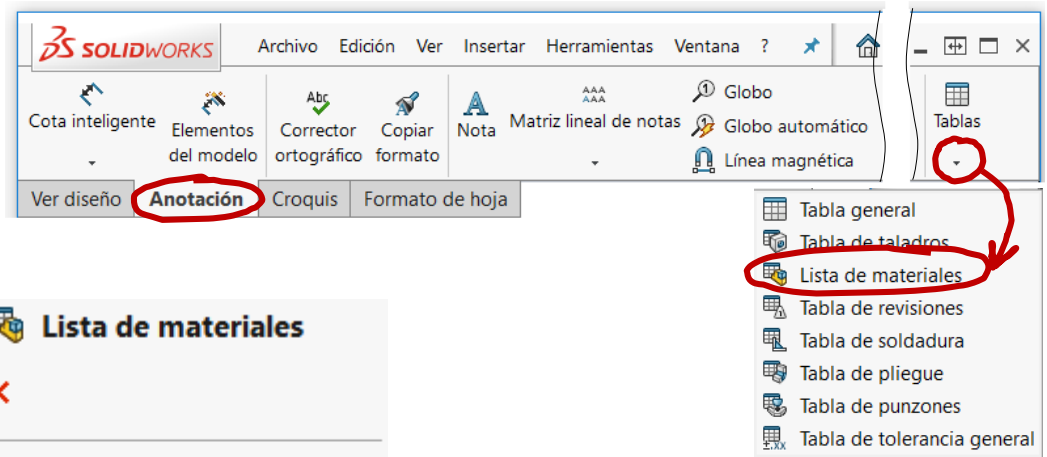 SOLIDWORKS Archivo Edición Ver Insertar Herramientas Ventana ?
Cota inteligente
Elementos
del modelo
Abc
Corrector
ortográfico
Copiar
formato
A
Nota
AAA
AAA
Matriz lineal de notas
1 Globo
Globo automático
Línea magnética
Tablas
Ver diseño Anotación Croquis Formato de hoja
Tabla general
Tabla de taladros
Lista de materiales
Tabla de revisiones
Tabla de soldadura
Tabla de pliegue
Tabla de punzones
±.xx Tabla de tolerancia general
Lista de materiales